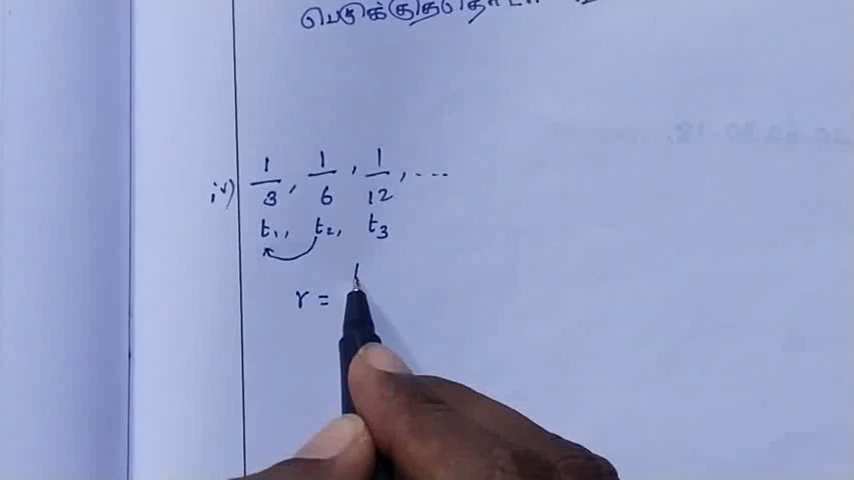 பெருக்குத்தொடர்
iv) 1/3, 1/6, 1/12, ...
t₁, t₂, t₃
r = 1